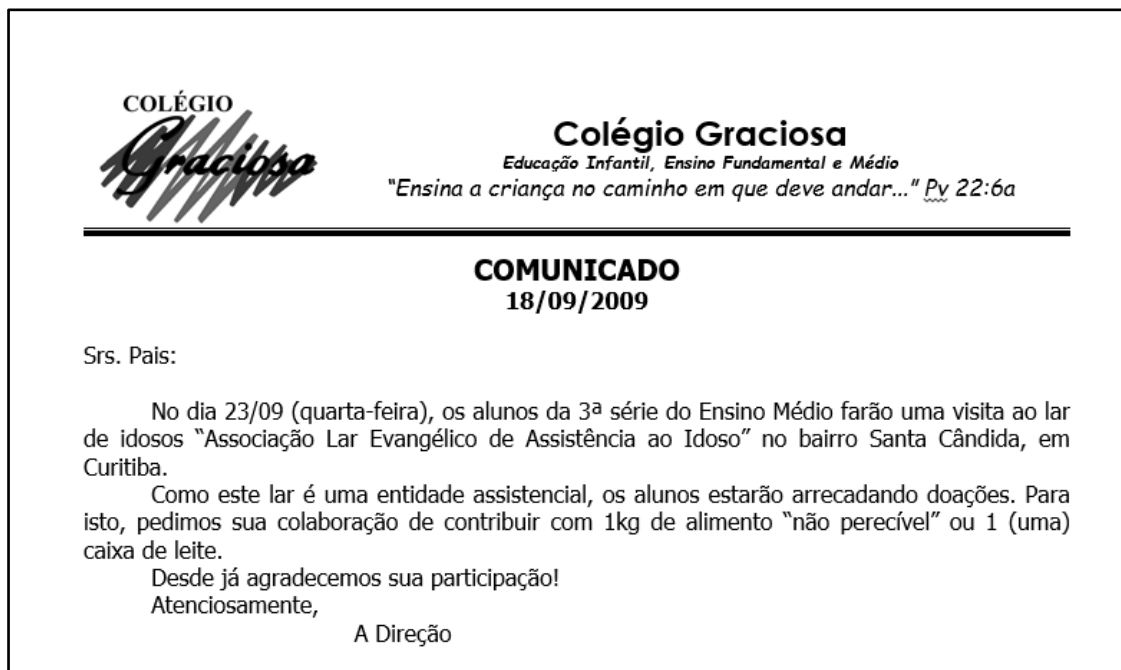 COLÉGIO
Graciosa
Colégio Graciosa
Educação Infantil, Ensino Fundamental e Médio
"Ensina a criança no caminho em que deve andar..." Pv 22:6a
COMUNICADO
18/09/2009
Srs. Pais:
No dia 23/09 (quarta-feira), os alunos da 3ª série do Ensino Médio farão uma visita ao lar
de idosos "Associação Lar Evangélico de Assistência ao Idoso" no bairro Santa Cândida, em
Curitiba.
Como este lar é uma entidade assistencial, os alunos estarão arrecadando doações. Para
isto, pedimos sua colaboração de contribuir com 1kg de alimento "não perecível" ou 1 (uma)
caixa de leite.
Desde já agradecemos sua participação!
Atenciosamente,
A Direção